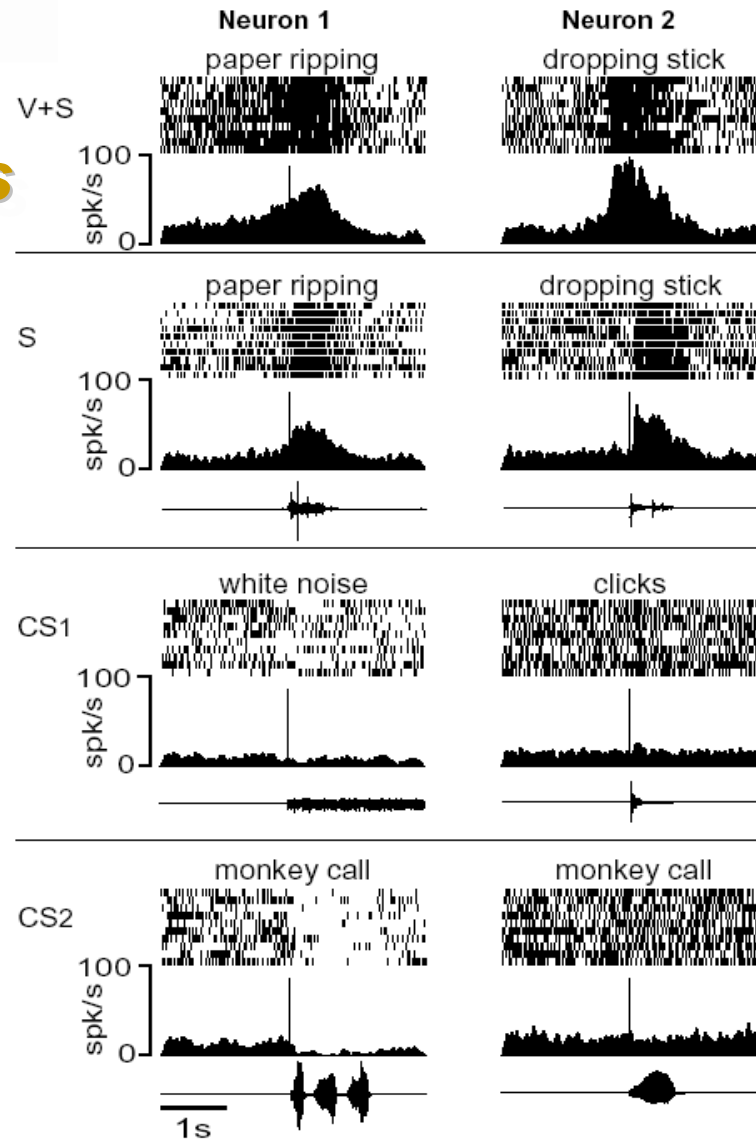 Neuron 1 Neuron 2
paper ripping dropping stick
V+S
s
100
spk/s
0
paper ripping dropping stick
S
100
spk/s
0
white noise clicks
CS1
100
spk/s
0
monkey call monkey call
CS2
100
spk/s
0
1s